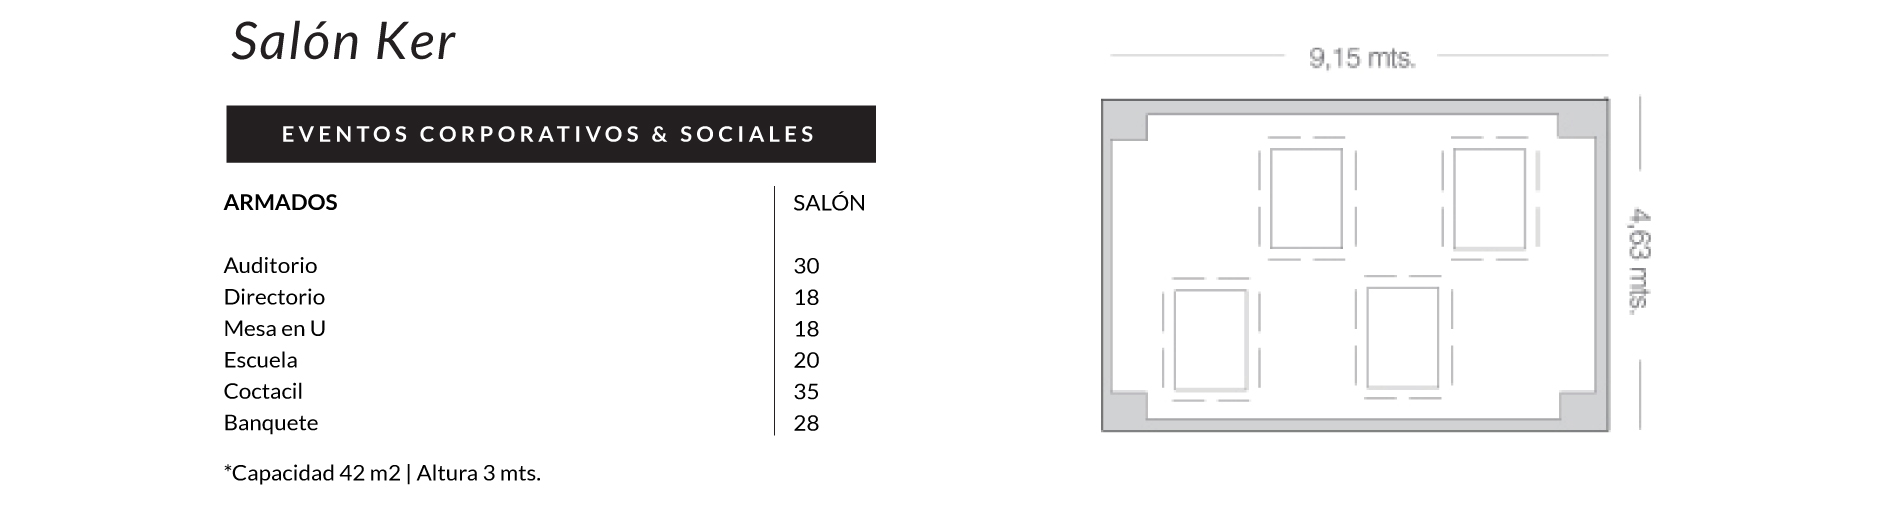 Salón Ker
EVENTOS CORPORATIVOS & SOCIALES
ARMADOS SALÓN
Auditorio 30
Directorio 18
Mesa en U 18
Escuela 20
Coctacil 35
Banquete 28
*Capacidad 42 m2 | Altura 3 mts.
9,15 mts.
4,63 mts.